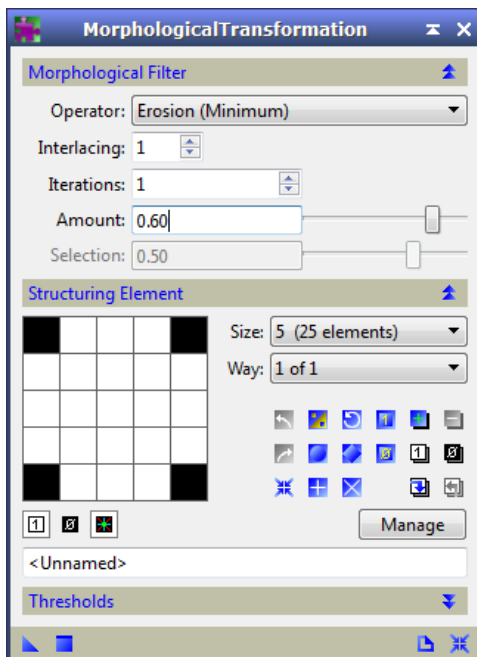 MorphologicalTransformation
Morphological Filter
Operator: Erosion (Minimum)
Interlacing: 1
Iterations: 1
Amount: 0.60
Selection: 0.50
Structuring Element
Size: 5 (25 elements)
Way: 1 of 1
Manage
<Unnamed>
Thresholds